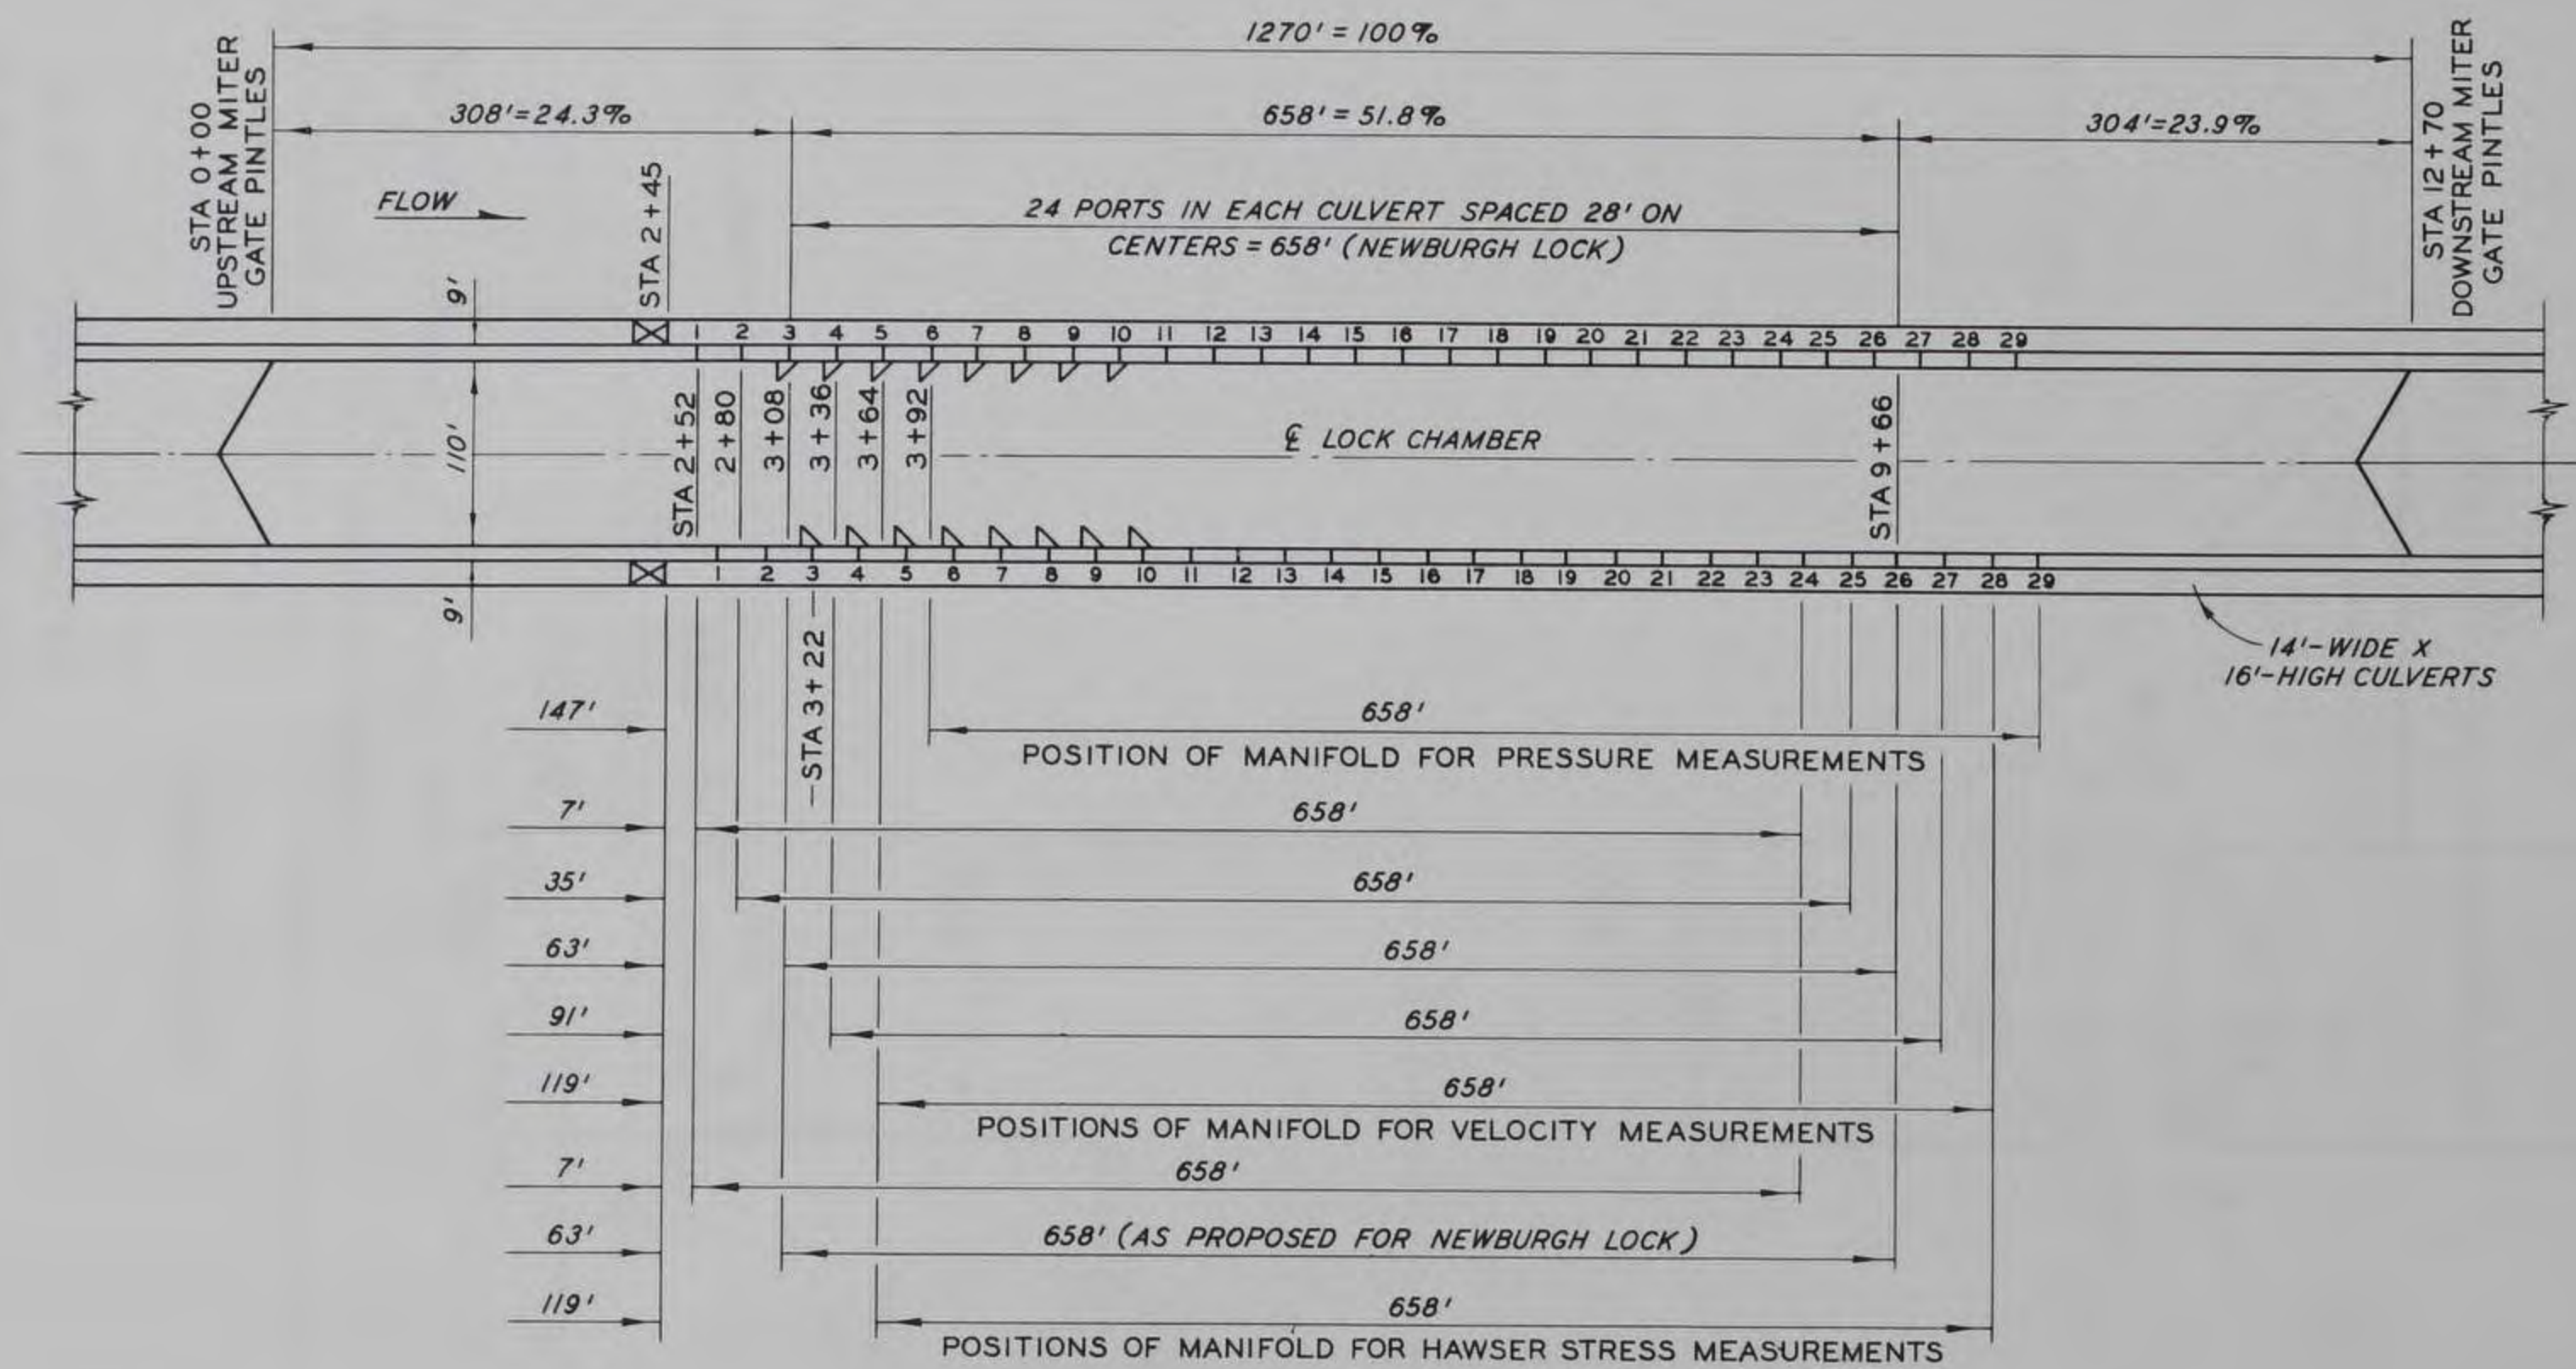 1270' = 100%
STA 0+00
UPSTREAM MITER
GATE PINTLES
308'=24.3%
658' = 51.8%
304'=23.9%
STA 12+70
DOWNSTREAM MITER
GATE PINTLES
FLOW
STA 2+45
24 PORTS IN EACH CULVERT SPACED 28' ON
CENTERS = 658' (NEWBURGH LOCK)
9'
1 2 3 4 5 6 7 8 9 10 11 12 13 14 15 16 17 18 19 20 21 22 23 24 25 26 27 28 29
110'
STA 2+52
2+80
3+08
3+36
3+64
3+92
℄ LOCK CHAMBER
STA 9+66
1 2 3 4 5 6 7 8 9 10 11 12 13 14 15 16 17 18 19 20 21 22 23 24 25 26 27 28 29
9'
STA 3+22
14'-WIDE X
16'-HIGH CULVERTS
147' 658'
POSITION OF MANIFOLD FOR PRESSURE MEASUREMENTS
7' 658'
35' 658'
63' 658'
91' 658'
119' 658'
POSITIONS OF MANIFOLD FOR VELOCITY MEASUREMENTS
7' 658'
63' 658' (AS PROPOSED FOR NEWBURGH LOCK)
119' 658'
POSITIONS OF MANIFOLD FOR HAWSER STRESS MEASUREMENTS